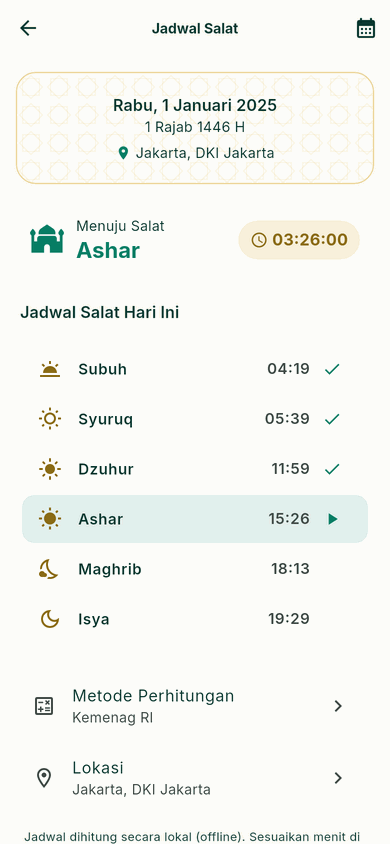 Jadwal Salat
Rabu, 1 Januari 2025
1 Rajab 1446 H
Jakarta, DKI Jakarta
Menuju Salat
Ashar
03:26:00
Jadwal Salat Hari Ini
Subuh 04:19
Syuruq 05:39
Dzuhur 11:59
Ashar 15:26
Maghrib 18:13
Isya 19:29
Metode Perhitungan
Kemenag RI
Lokasi
Jakarta, DKI Jakarta
Jadwal dihitung secara lokal (offline). Sesuaikan menit di